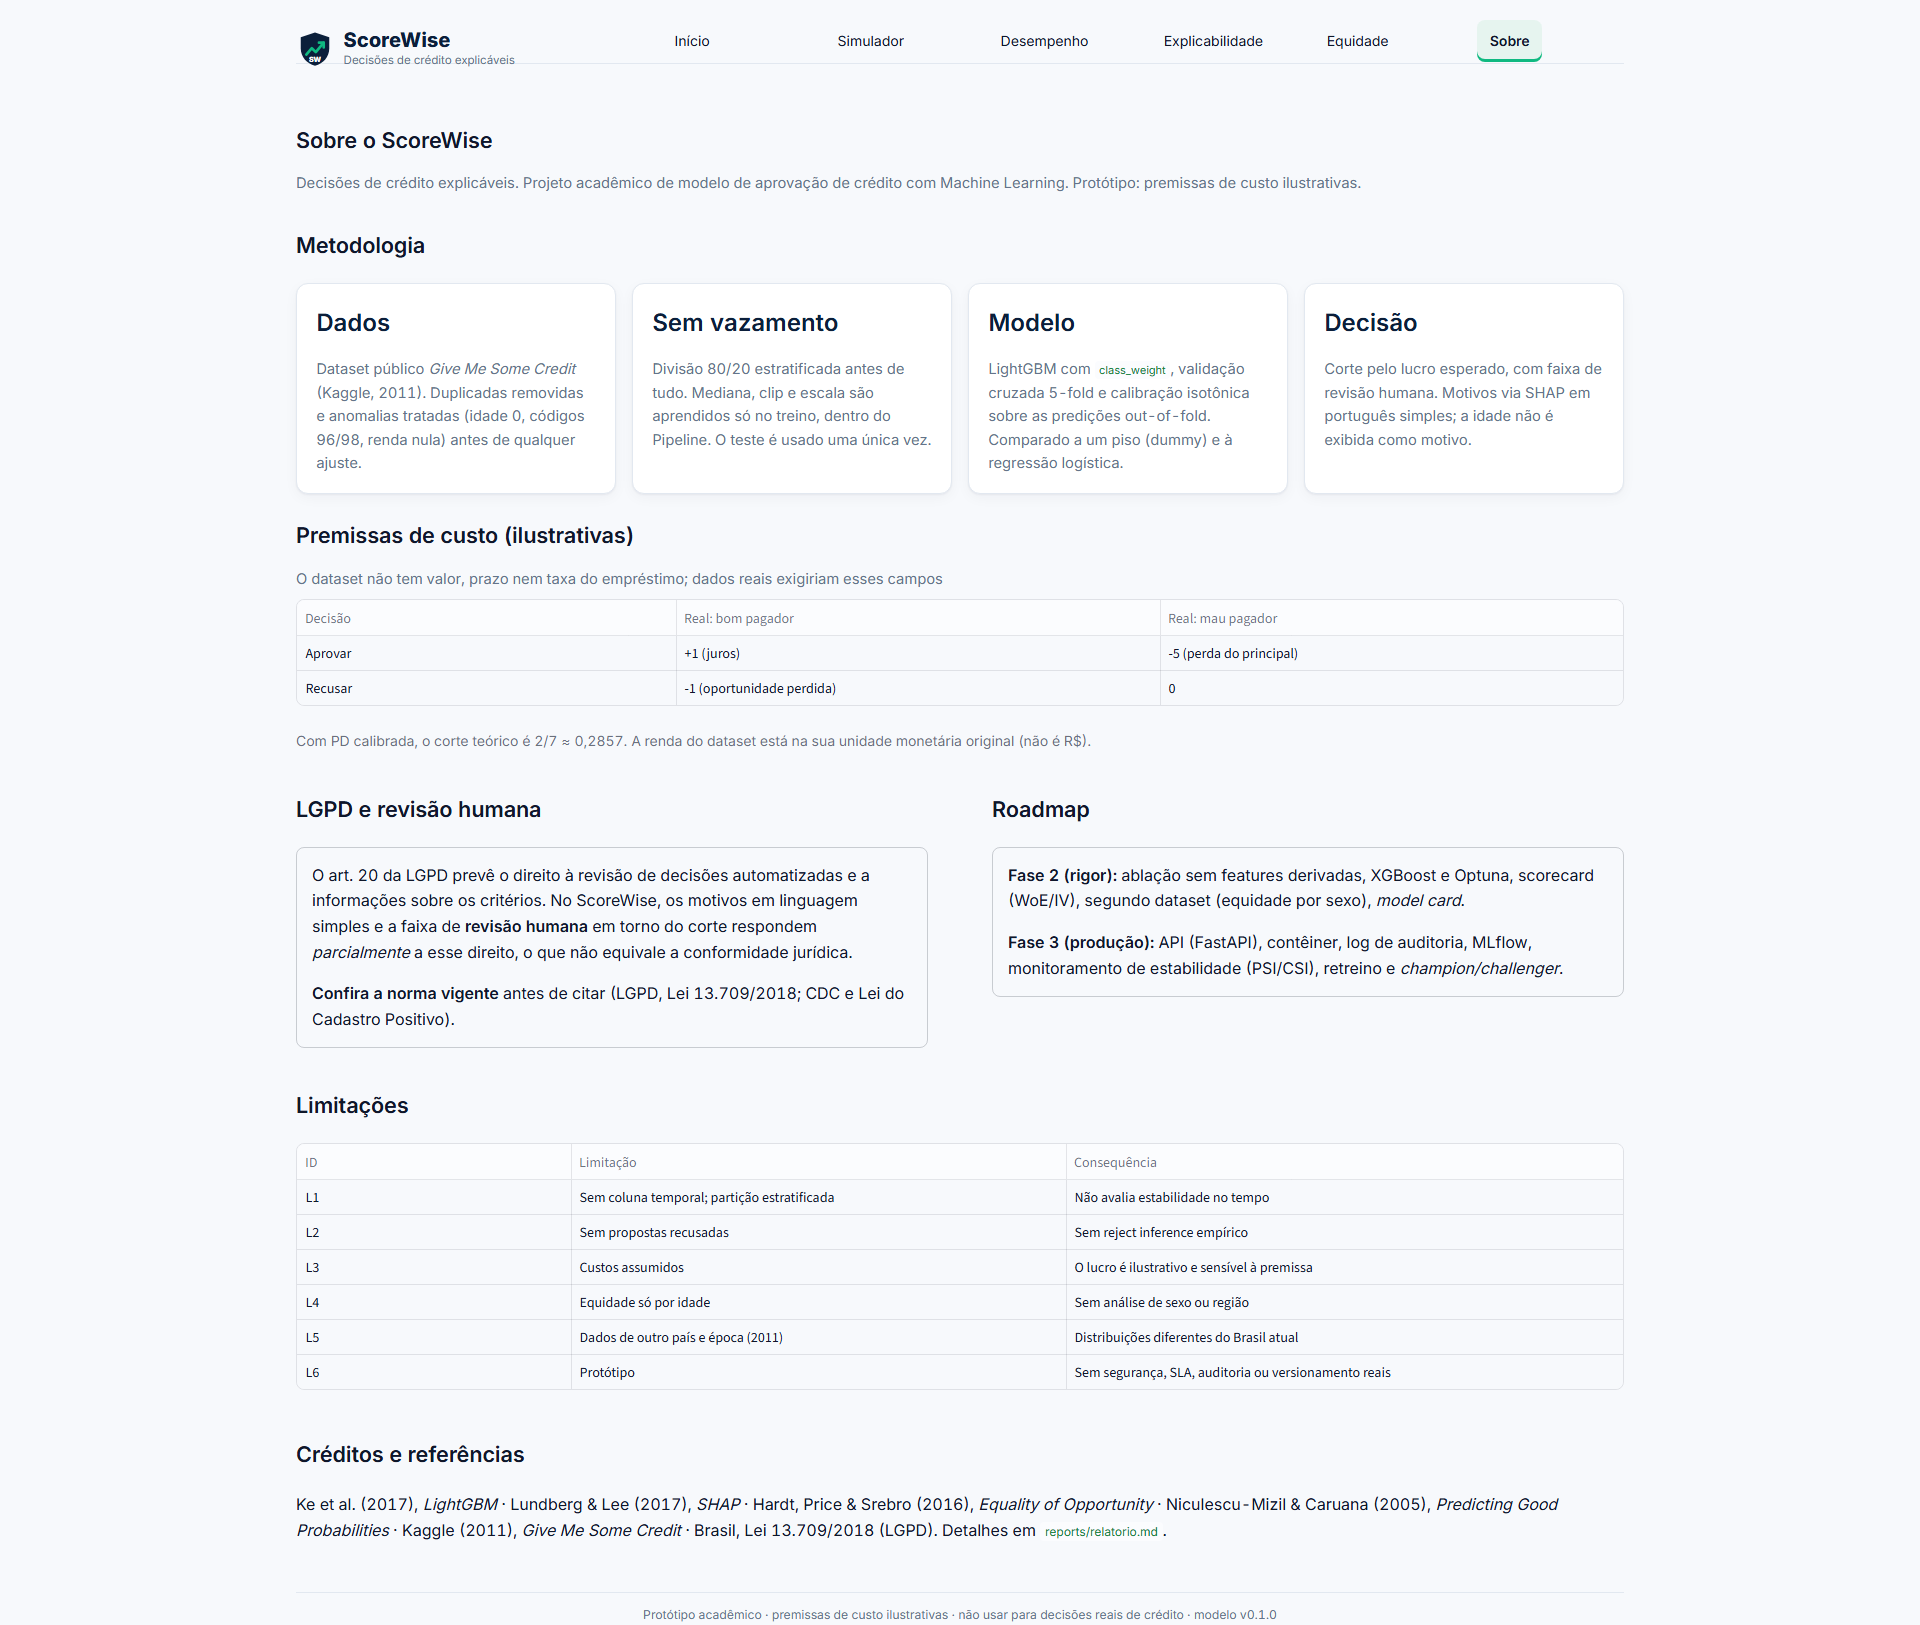 ScoreWise
Decisões de crédito explicáveis
SW
Início
Simulador
Desempenho
Explicabilidade
Equidade
Sobre
Sobre o ScoreWise
Decisões de crédito explicáveis. Projeto acadêmico de modelo de aprovação de crédito com Machine Learning. Protótipo: premissas de custo ilustrativas.
Metodologia
Dados
Dataset público Give Me Some Credit
(Kaggle, 2011). Duplicadas removidas
e anomalias tratadas (idade 0, códigos
96/98, renda nula) antes de qualquer
ajuste.
Sem vazamento
Divisão 80/20 estratificada antes de
tudo. Mediana, clip e escala são
aprendidos só no treino, dentro do
Pipeline. O teste é usado uma única vez.
Modelo
LightGBM com class_weight , validação
cruzada 5-fold e calibração isotônica
sobre as predições out-of-fold.
Comparado a um piso (dummy) e à
regressão logística.
Decisão
Corte pelo lucro esperado, com faixa de
revisão humana. Motivos via SHAP em
português simples; a idade não é
exibida como motivo.
Premissas de custo (ilustrativas)
O dataset não tem valor, prazo nem taxa do empréstimo; dados reais exigiriam esses campos
Decisão Real: bom pagador Real: mau pagador
Aprovar +1 (juros) -5 (perda do principal)
Recusar -1 (oportunidade perdida) 0
Com PD calibrada, o corte teórico é 2/7 ≈ 0,2857. A renda do dataset está na sua unidade monetária original (não é R$).
LGPD e revisão humana
O art. 20 da LGPD prevê o direito à revisão de decisões automatizadas e a
informações sobre os critérios. No ScoreWise, os motivos em linguagem
simples e a faixa de revisão humana em torno do corte respondem
parcialmente a esse direito, o que não equivale a conformidade jurídica.
Confira a norma vigente antes de citar (LGPD, Lei 13.709/2018; CDC e Lei do
Cadastro Positivo).
Roadmap
Fase 2 (rigor): ablação sem features derivadas, XGBoost e Optuna, scorecard
(WoE/IV), segundo dataset (equidade por sexo), model card.
Fase 3 (produção): API (FastAPI), contêiner, log de auditoria, MLflow,
monitoramento de estabilidade (PSI/CSI), retreino e champion/challenger.
Limitações
ID Limitação Consequência
L1 Sem coluna temporal; partição estratificada Não avalia estabilidade no tempo
L2 Sem propostas recusadas Sem reject inference empírico
L3 Custos assumidos O lucro é ilustrativo e sensível à premissa
L4 Equidade só por idade Sem análise de sexo ou região
L5 Dados de outro país e época (2011) Distribuições diferentes do Brasil atual
L6 Protótipo Sem segurança, SLA, auditoria ou versionamento reais
Créditos e referências
Ke et al. (2017), LightGBM · Lundberg & Lee (2017), SHAP · Hardt, Price & Srebro (2016), Equality of Opportunity · Niculescu-Mizil & Caruana (2005), Predicting Good
Probabilities · Kaggle (2011), Give Me Some Credit · Brasil, Lei 13.709/2018 (LGPD). Detalhes em reports/relatorio.md .
Protótipo acadêmico · premissas de custo ilustrativas · não usar para decisões reais de crédito · modelo v0.1.0